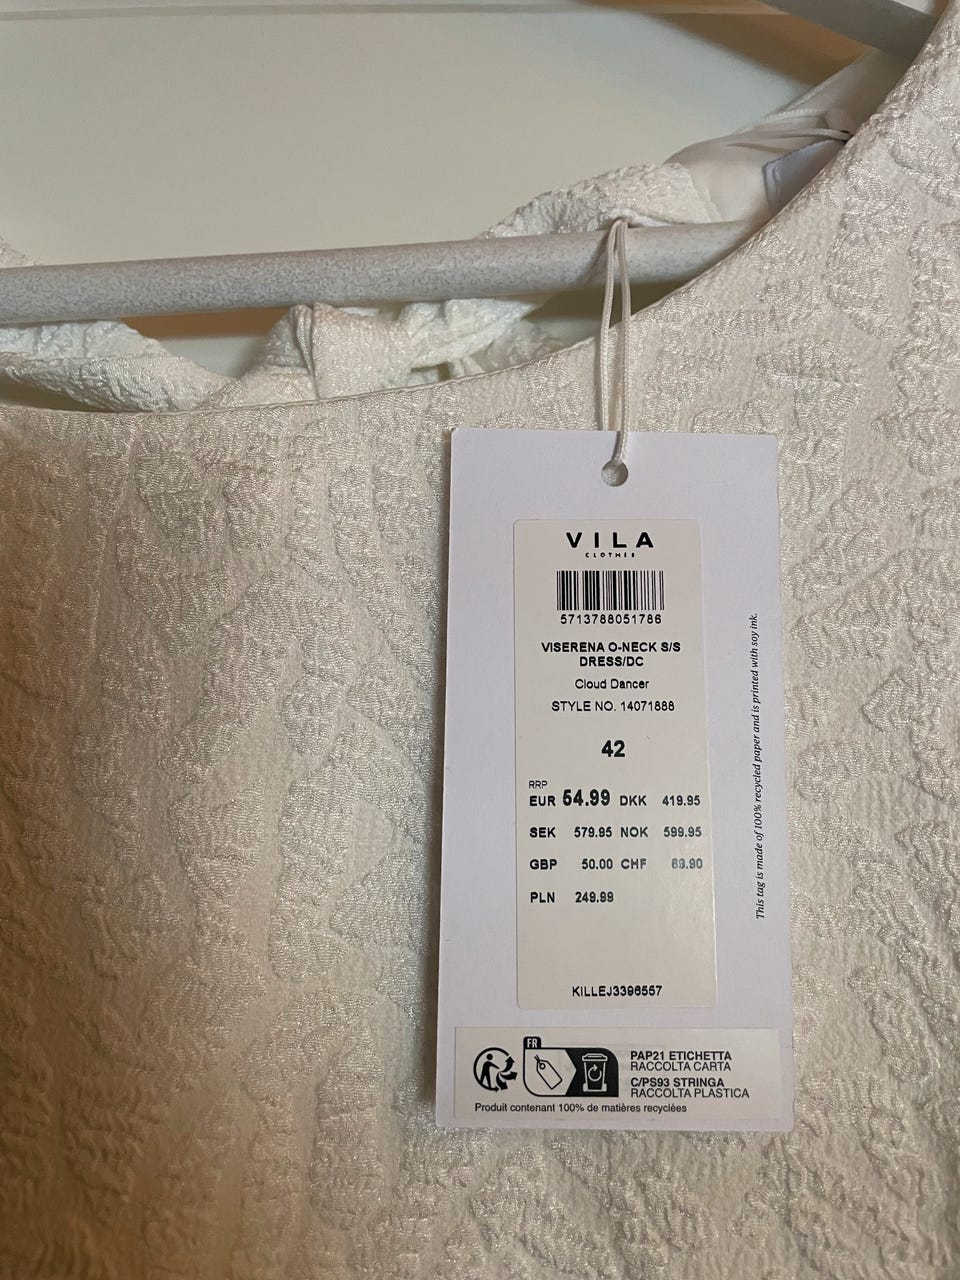 VILA
CLOTHES
5713788051786
VISERENA O-NECK S/S
DRESS/DC
Cloud Dancer
STYLE NO. 14071888
42
RRP
EUR 54.99 DKK 419.95
SEK 579.95 NOK 599.95
GBP 50.00 CHF 69.90
PLN 249.99
KILLEJ3396557
This tag is made of 100% recycled paper and is printed with soy ink.
FR
PAP21 ETICHETTA
RACCOLTA CARTA
C/PS93 STRINGA
RACCOLTA PLASTICA
Produit contenant 100% de matières recyclées